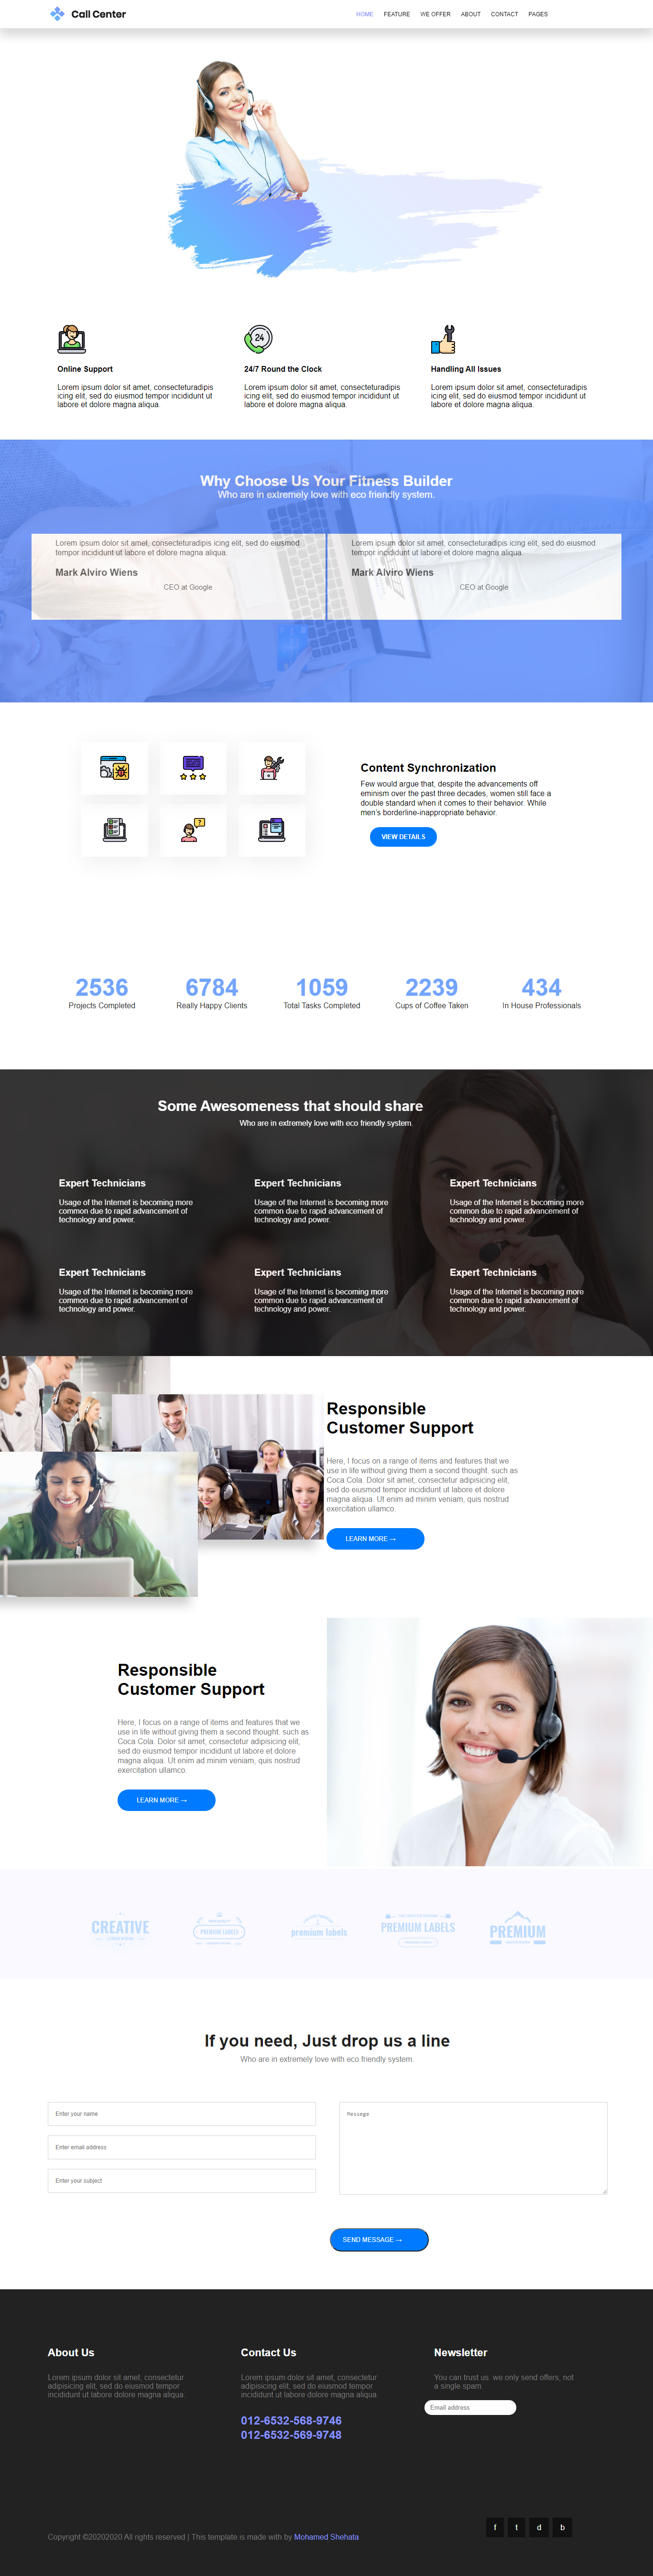 Call Center
HOME FEATURE WE OFFER ABOUT CONTACT PAGES
24
Online Support
Lorem ipsum dolor sit amet, consecteturadipis
icing elit, sed do eiusmod tempor incididunt ut
labore et dolore magna aliqua.
24/7 Round the Clock
Lorem ipsum dolor sit amet, consecteturadipis
icing elit, sed do eiusmod tempor incididunt ut
labore et dolore magna aliqua.
Handling All Issues
Lorem ipsum dolor sit amet, consecteturadipis
icing elit, sed do eiusmod tempor incididunt ut
labore et dolore magna aliqua.
Why Choose Us Your Fitness Builder
Who are in extremely love with eco friendly system.
Lorem ipsum dolor sit amet, consecteturadipis icing elit, sed do eiusmod
tempor incididunt ut labore et dolore magna aliqua.
Mark Alviro Wiens
CEO at Google
Lorem ipsum dolor sit amet, consecteturadipis icing elit, sed do eiusmod
tempor incididunt ut labore et dolore magna aliqua.
Mark Alviro Wiens
CEO at Google
Content Synchronization
Few would argue that, despite the advancements off
eminism over the past three decades, women still face a
double standard when it comes to their behavior. While
men's borderline-inappropriate behavior.
VIEW DETAILS
2536
Projects Completed
6784
Really Happy Clients
1059
Total Tasks Completed
2239
Cups of Coffee Taken
434
In House Professionals
Some Awesomeness that should share
Who are in extremely love with eco friendly system.
Expert Technicians
Usage of the Internet is becoming more
common due to rapid advancement of
technology and power.
Expert Technicians
Usage of the Internet is becoming more
common due to rapid advancement of
technology and power.
Expert Technicians
Usage of the Internet is becoming more
common due to rapid advancement of
technology and power.
Expert Technicians
Usage of the Internet is becoming more
common due to rapid advancement of
technology and power.
Expert Technicians
Usage of the Internet is becoming more
common due to rapid advancement of
technology and power.
Expert Technicians
Usage of the Internet is becoming more
common due to rapid advancement of
technology and power.
Responsible
Customer Support
Here, I focus on a range of items and features that we
use in life without giving them a second thought. such as
Coca Cola. Dolor sit amet, consectetur adipisicing elit,
sed do eiusmod tempor incididunt ut labore et dolore
magna aliqua. Ut enim ad minim veniam, quis nostrud
exercitation ullamco.
LEARN MORE →
Responsible
Customer Support
Here, I focus on a range of items and features that we
use in life without giving them a second thought. such as
Coca Cola. Dolor sit amet, consectetur adipisicing elit,
sed do eiusmod tempor incididunt ut labore et dolore
magna aliqua. Ut enim ad minim veniam, quis nostrud
exercitation ullamco.
LEARN MORE →
CREATIVE
PREMIUM LABELS
premium labels
PREMIUM LABELS
PREMIUM
If you need, Just drop us a line
Who are in extremely love with eco friendly system.
Enter your name
Enter email address
Enter your subject
Messege
SEND MESSAGE →
About Us
Lorem ipsum dolor sit amet, consectetur
adipisicing elit, sed do eiusmod tempor
incididunt ut labore dolore magna aliqua.
Contact Us
Lorem ipsum dolor sit amet, consectetur
adipisicing elit, sed do eiusmod tempor
incididunt ut labore dolore magna aliqua.
012-6532-568-9746
012-6532-569-9748
Newsletter
You can trust us. we only send offers, not
a single spam.
Email address
Copyright ©20202020 All rights reserved | This template is made with by Mohamed Shehata
f t d b